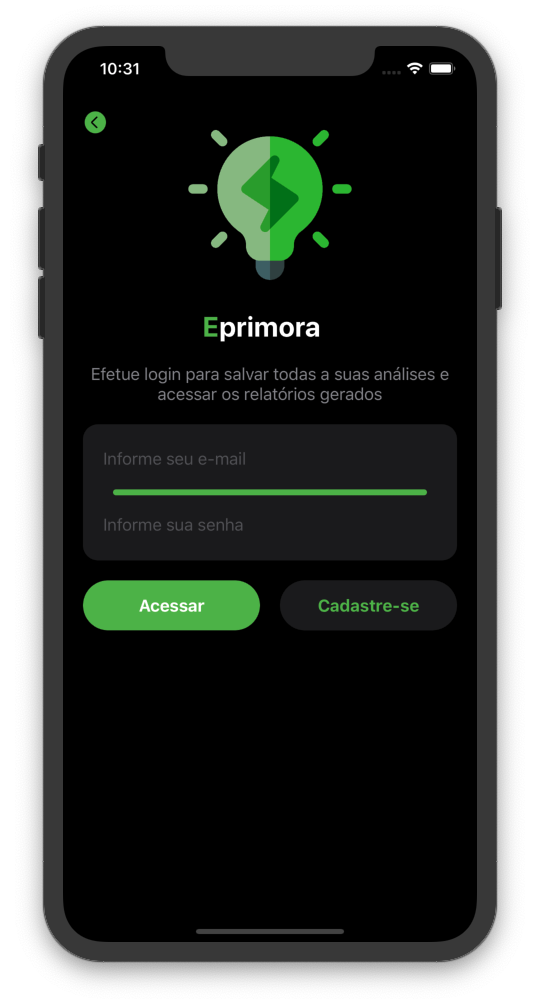 10:31
Eprimora
Efetue login para salvar todas a suas análises e
acessar os relatórios gerados
Informe seu e-mail
Informe sua senha
Acessar
Cadastre-se